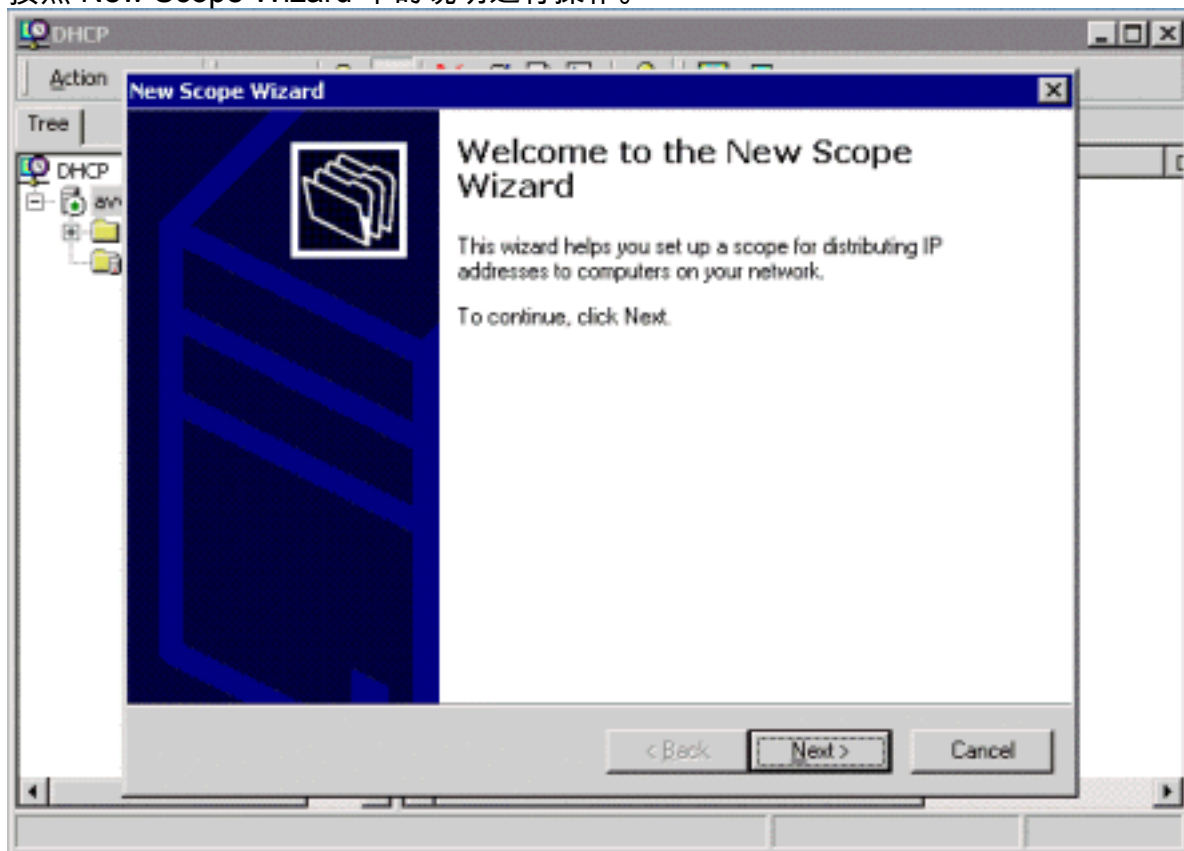 DHCP
Action
New Scope Wizard
Tree
DHCP
Welcome to the New Scope
Wizard
This wizard helps you set up a scope for distributing IP
addresses to computers on your network.
To continue, click Next.
< Back
Next >
Cancel